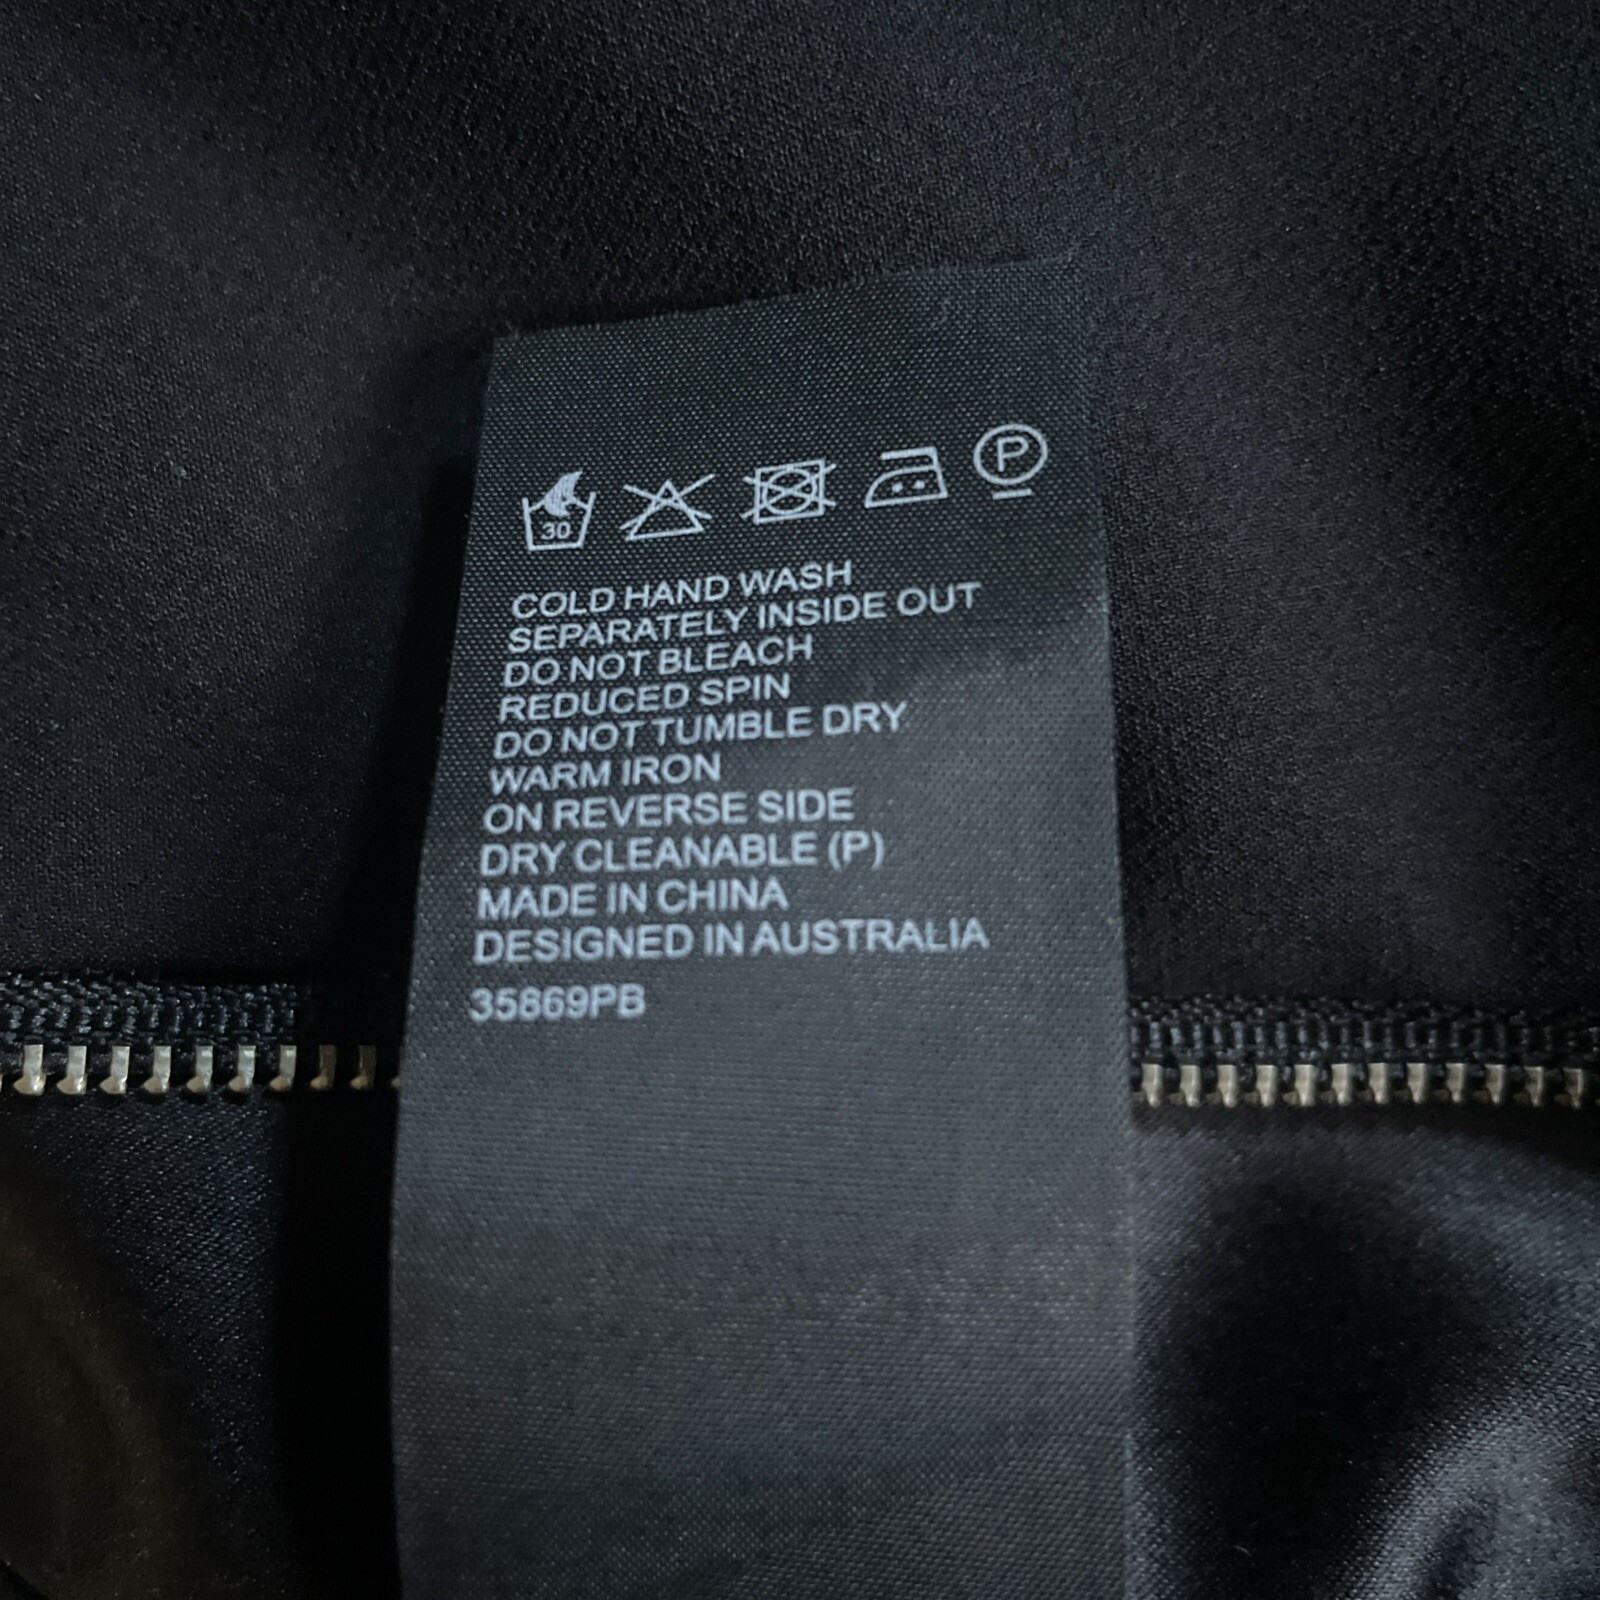 30
P
COLD HAND WASH
SEPARATELY INSIDE OUT
DO NOT BLEACH
REDUCED SPIN
DO NOT TUMBLE DRY
WARM IRON
ON REVERSE SIDE
DRY CLEANABLE (P)
MADE IN CHINA
DESIGNED IN AUSTRALIA
35869PB